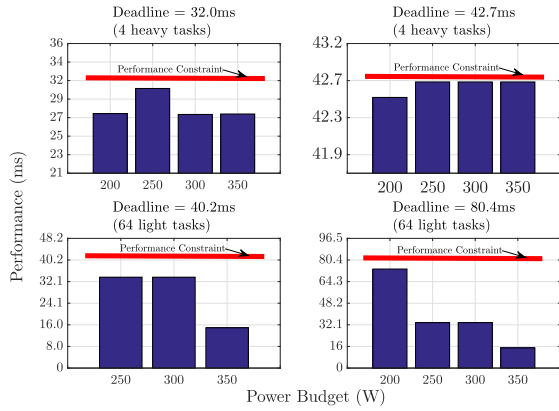 Deadline = 32.0ms
(4 heavy tasks)
Deadline = 42.7ms
(4 heavy tasks)
36
34
32
29
27
25
23
21
Performance Constraint
200
250
300
350
43.2
42.7
42.3
41.9
Performance Constraint
200
250
300
350
Performance (ms)
Deadline = 40.2ms
(64 light tasks)
Deadline = 80.4ms
(64 light tasks)
48.2
40.2
32.1
24.1
16.0
8.0
0
Performance Constraint
250
300
350
96.5
80.4
64.3
48.2
32.1
16
0
Performance Constraint
200
250
300
350
Power Budget (W)